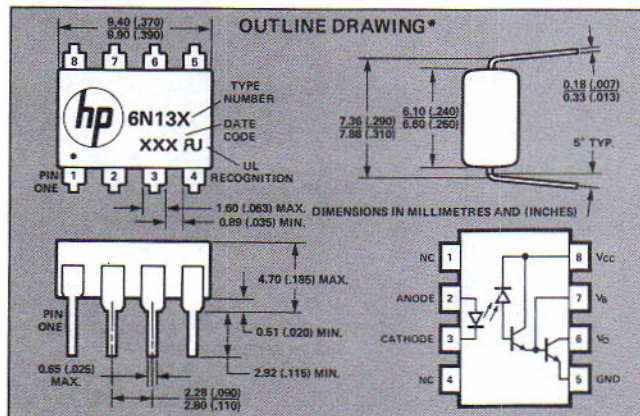 OUTLINE DRAWING*
9.40 (.370)
8.90 (.390)
8 7 6 5
hp 6N13X
XXX
TYPE
NUMBER
DATE
CODE
UL
RECOGNITION
PIN
ONE
1 2 3 4
1.60 (.063) MAX.
0.89 (.035) MIN.
7.36 (.290)
7.88 (.310)
6.10 (.240)
6.60 (.260)
0.18 (.007)
0.33 (.013)
5° TYP.
DIMENSIONS IN MILLIMETRES AND (INCHES)
PIN
ONE
4.70 (.185) MAX.
0.51 (.020) MIN.
2.92 (.115) MIN.
0.65 (.025)
MAX.
2.28 (.090)
2.80 (.110)
NC 1
ANODE 2
CATHODE 3
NC 4
8 VCC
7 VB
6 VO
5 GND